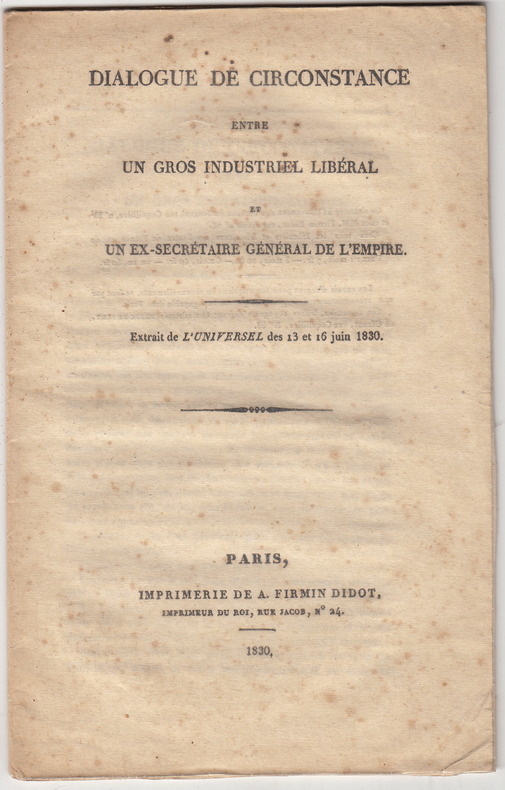 DIALOGUE DE CIRCONSTANCE
ENTRE
UN GROS INDUSTRIEL LIBÉRAL
ET
UN EX-SECRÉTAIRE GÉNÉRAL DE L'EMPIRE.
Extrait de L'UNIVERSEL des 13 et 16 juin 1830.
PARIS,
IMPRIMERIE DE A. FIRMIN DIDOT,
IMPRIMEUR DU ROI, RUE JACOB, N° 24.
1830,